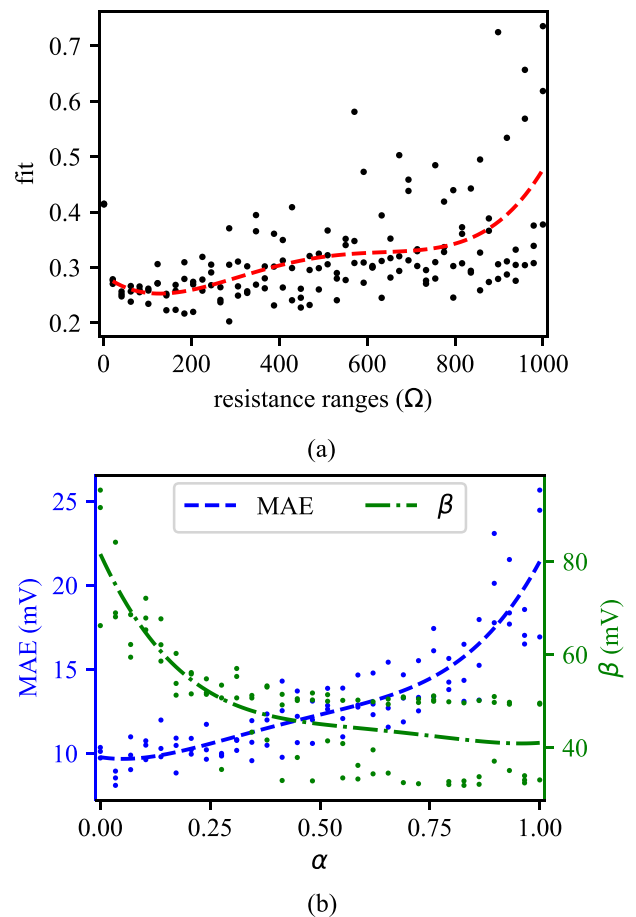 0.7
0.6
0.5
0.4
0.3
0.2
fit
0 200 400 600 800 1000
resistance ranges (Ω)
(a)
MAE β
25
20
15
10
MAE (mV)
80
60
40
β (mV)
0.00 0.25 0.50 0.75 1.00
α
(b)